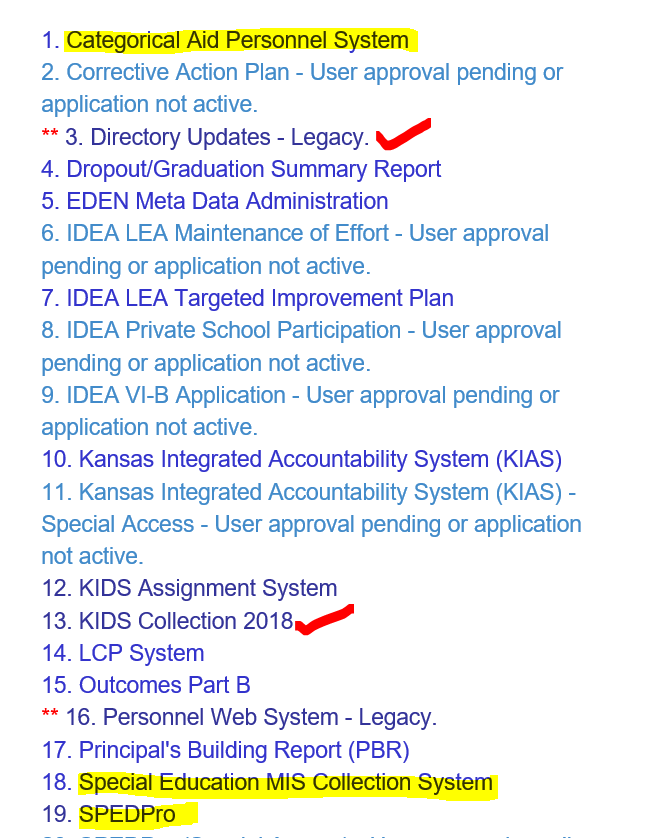 1. Categorical Aid Personnel System
2. Corrective Action Plan - User approval pending or
application not active.
** 3. Directory Updates - Legacy.
4. Dropout/Graduation Summary Report
5. EDEN Meta Data Administration
6. IDEA LEA Maintenance of Effort - User approval
pending or application not active.
7. IDEA LEA Targeted Improvement Plan
8. IDEA Private School Participation - User approval
pending or application not active.
9. IDEA VI-B Application - User approval pending or
application not active.
10. Kansas Integrated Accountability System (KIAS)
11. Kansas Integrated Accountability System (KIAS) -
Special Access - User approval pending or application
not active.
12. KIDS Assignment System
13. KIDS Collection 2018
14. LCP System
15. Outcomes Part B
** 16. Personnel Web System - Legacy.
17. Principal's Building Report (PBR)
18. Special Education MIS Collection System
19. SPEDPro